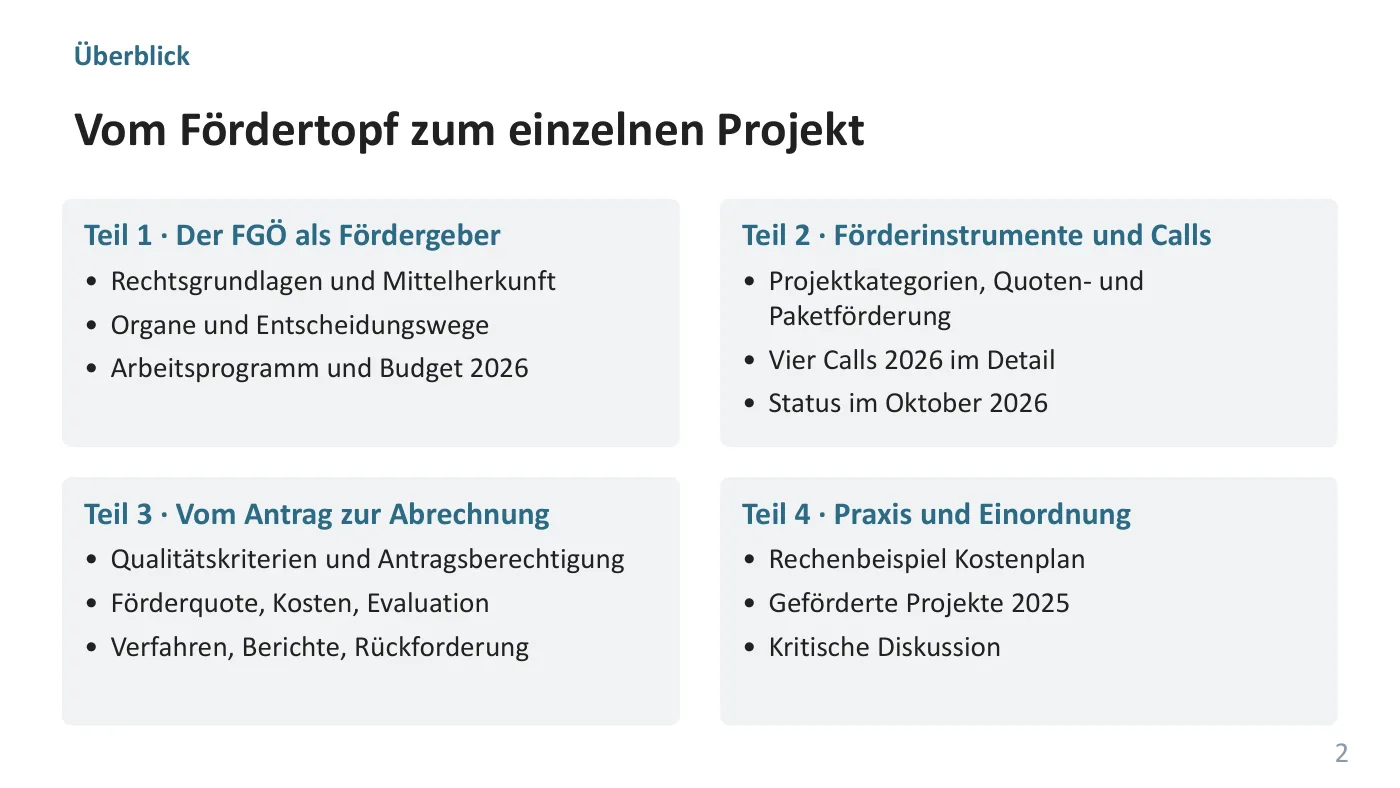 Überblick
Vom Fördertopf zum einzelnen Projekt
Teil 1 · Der FGÖ als Fördergeber
• Rechtsgrundlagen und Mittelherkunft
• Organe und Entscheidungswege
• Arbeitsprogramm und Budget 2026
Teil 2 · Förderinstrumente und Calls
• Projektkategorien, Quoten- und
Paketförderung
• Vier Calls 2026 im Detail
• Status im Oktober 2026
Teil 3 · Vom Antrag zur Abrechnung
• Qualitätskriterien und Antragsberechtigung
• Förderquote, Kosten, Evaluation
• Verfahren, Berichte, Rückforderung
Teil 4 · Praxis und Einordnung
• Rechenbeispiel Kostenplan
• Geförderte Projekte 2025
• Kritische Diskussion
2